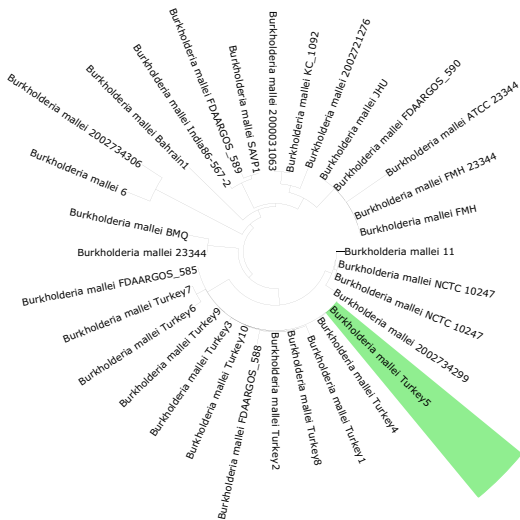 Burkholderia mallei 2000031063
Burkholderia mallei KC_1092
Burkholderia mallei 2002721276
Burkholderia mallei JHU
Burkholderia mallei FDAARGOS_590
Burkholderia mallei ATCC 23344
Burkholderia mallei FMH 23344
Burkholderia mallei FMH
Burkholderia mallei 11
Burkholderia mallei NCTC 10247
Burkholderia mallei NCTC 10247
Burkholderia mallei 2002734299
Burkholderia mallei Turkey5
Burkholderia mallei Turkey4
Burkholderia mallei Turkey1
Burkholderia mallei Turkey8
Burkholderia mallei Turkey2
Burkholderia mallei FDAARGOS_588
Burkholderia mallei Turkey10
Burkholderia mallei Turkey3
Burkholderia mallei Turkey9
Burkholderia mallei Turkey6
Burkholderia mallei Turkey7
Burkholderia mallei FDAARGOS_585
Burkholderia mallei 23344
Burkholderia mallei BMQ
Burkholderia mallei 6
Burkholderia mallei 2002734306
Burkholderia mallei Bahrain1
Burkholderia mallei India86-567-2
Burkholderia mallei FDAARGOS_589
Burkholderia mallei SAVP1